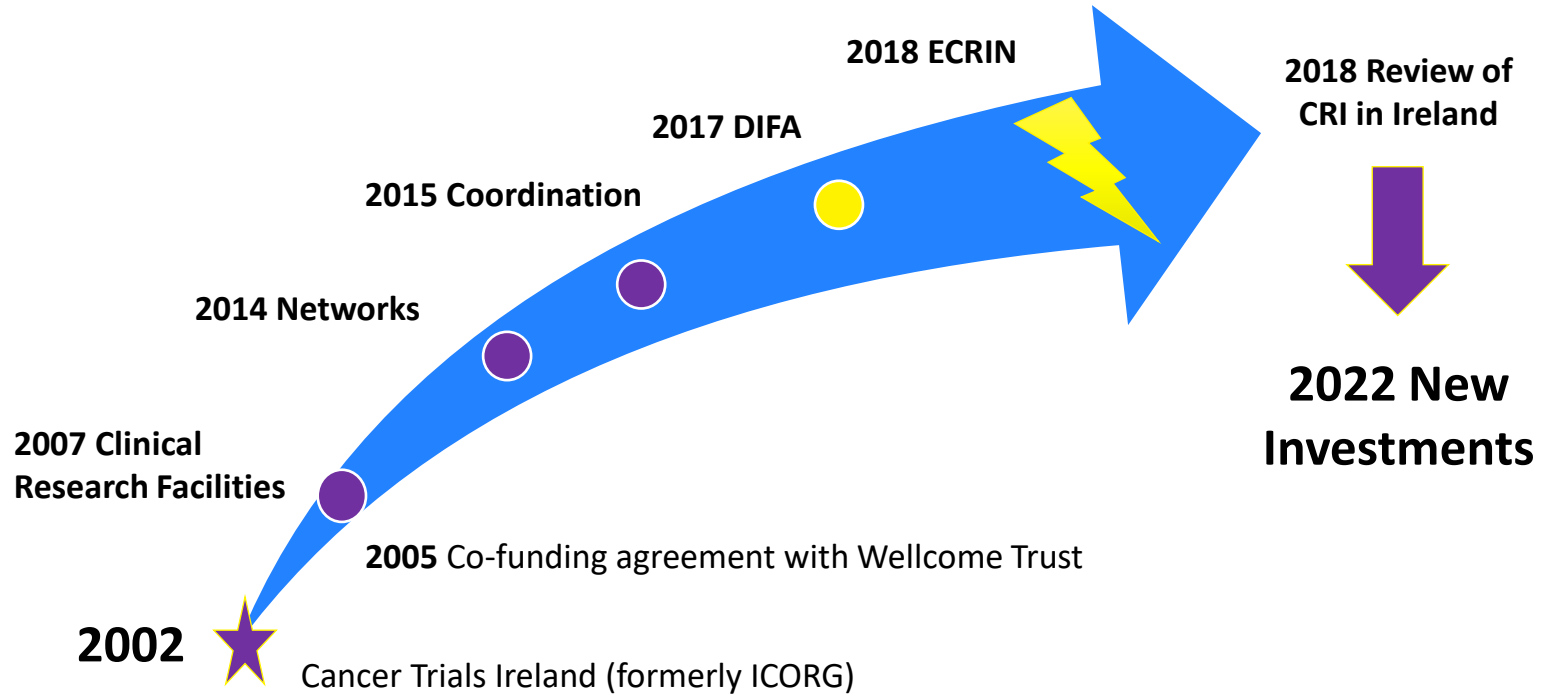 2018 ECRIN
2018 Review of
CRI in Ireland
2017 DIFA
2015 Coordination
2014 Networks
2022 New
Investments
2007 Clinical
Research Facilities
2005 Co-funding agreement with Wellcome Trust
2002
Cancer Trials Ireland (formerly ICORG)